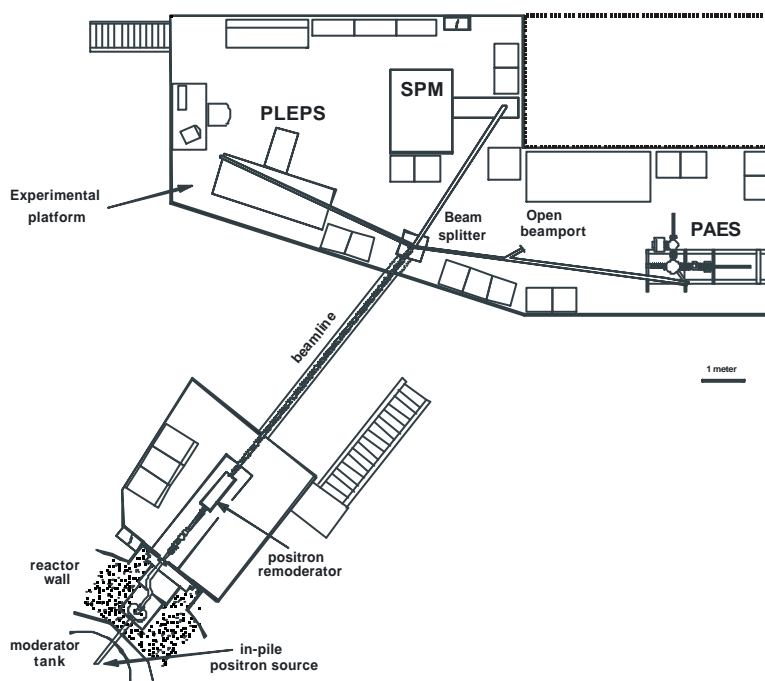 SPM
PLEPS
Experimental
platform
Beam
splitter
Open
beamport
PAES
beamline
1 meter
positron
remoderator
reactor
wall
moderator
tank
in-pile
positron source